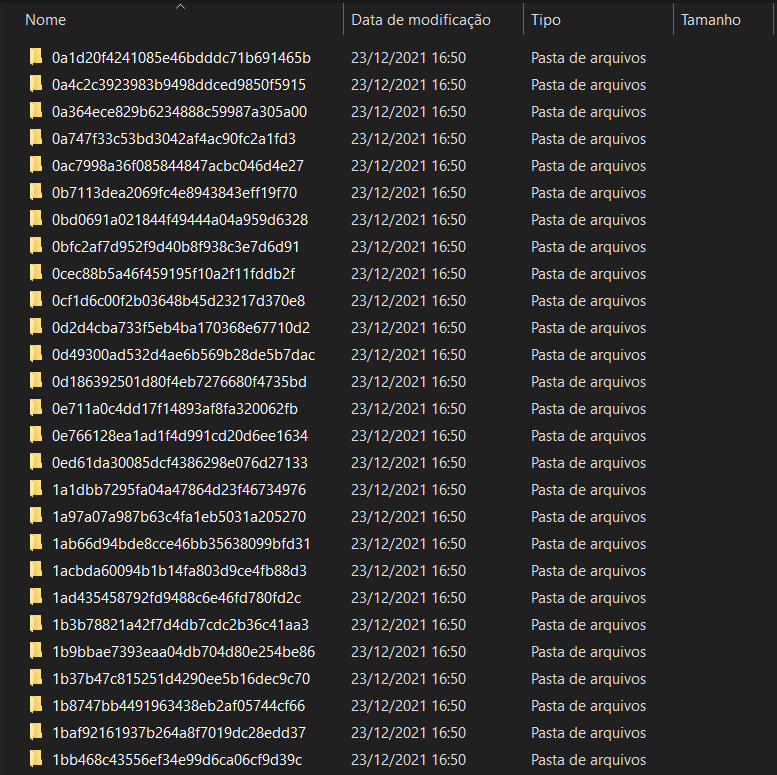 Nome Data de modificação Tipo Tamanho
0a1d20f4241085e46bdddc71b691465b 23/12/2021 16:50 Pasta de arquivos
0a4c2c3923983b9498ddced9850f5915 23/12/2021 16:50 Pasta de arquivos
0a364ece829b6234888c59987a305a00 23/12/2021 16:50 Pasta de arquivos
0a747f33c53bd3042af4ac90fc2a1fd3 23/12/2021 16:50 Pasta de arquivos
0ac7998a36f085844847acbc046d4e27 23/12/2021 16:50 Pasta de arquivos
0b7113dea2069fc4e8943843eff19f70 23/12/2021 16:50 Pasta de arquivos
0bd0691a021844f49444a04a959d6328 23/12/2021 16:50 Pasta de arquivos
0bfc2af7d952f9d40b8f938c3e7d6d91 23/12/2021 16:50 Pasta de arquivos
0cec88b5a46f459195f10a2f11fddb2f 23/12/2021 16:50 Pasta de arquivos
0cf1d6c00f2b03648b45d23217d370e8 23/12/2021 16:50 Pasta de arquivos
0d2d4cba733f5eb4ba170368e67710d2 23/12/2021 16:50 Pasta de arquivos
0d49300ad532d4ae6b569b28de5b7dac 23/12/2021 16:50 Pasta de arquivos
0d186392501d80f4eb7276680f4735bd 23/12/2021 16:50 Pasta de arquivos
0e711a0c4dd17f14893af8fa320062fb 23/12/2021 16:50 Pasta de arquivos
0e766128ea1ad1f4d991cd20d6ee1634 23/12/2021 16:50 Pasta de arquivos
0ed61da30085dcf4386298e076d27133 23/12/2021 16:50 Pasta de arquivos
1a1dbb7295fa04a47864d23f46734976 23/12/2021 16:50 Pasta de arquivos
1a97a07a987b63c4fa1eb5031a205270 23/12/2021 16:50 Pasta de arquivos
1ab66d94bde8cce46bb35638099bfd31 23/12/2021 16:50 Pasta de arquivos
1acbda60094b1b14fa803d9ce4fb88d3 23/12/2021 16:50 Pasta de arquivos
1ad435458792fd9488c6e46fd780fd2c 23/12/2021 16:50 Pasta de arquivos
1b3b78821a42f7d4db7cdc2b36c41aa3 23/12/2021 16:50 Pasta de arquivos
1b9bbae7393eaa04db704d80e254be86 23/12/2021 16:50 Pasta de arquivos
1b37b47c815251d4290ee5b16dec9c70 23/12/2021 16:50 Pasta de arquivos
1b8747bb4491963438eb2af05744cf66 23/12/2021 16:50 Pasta de arquivos
1baf92161937b264a8f7019dc28edd37 23/12/2021 16:50 Pasta de arquivos
1bb468c43556ef34e99d6ca06cf9d39c 23/12/2021 16:50 Pasta de arquivos